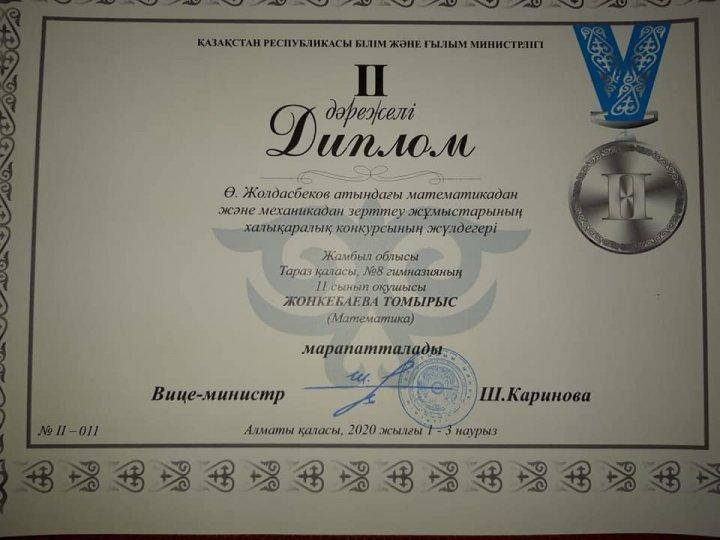 ҚАЗАҚСТАН РЕСПУБЛИКАСЫ БІЛІМ ЖӘНЕ ҒЫЛЫМ МИНИСТРЛІГІ
II
дәрежелі
Диплом
Ө. Жолдасбеков атындағы математикадан
және механикадан зерттеу жұмыстарының
халықаралық конкурсының жүлдегері
Жамбыл облысы
Тараз қаласы, №8 гимназияның
11 сынып оқушысы
ЖОНКЕБАЕВА ТОМЫРЫС
(Математика)
марапатталады
Вице-министр Ш.Каринова
№ II – 011 Алматы қаласы, 2020 жылғы 1 - 3 наурыз
II